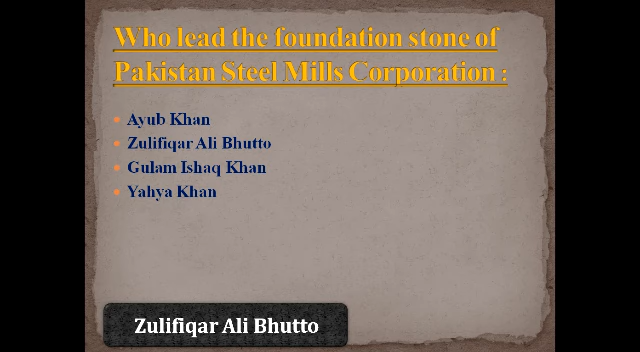 Who lead the foundation stone of
Pakistan Steel Mills Corporation :
• Ayub Khan
• Zulifiqar Ali Bhutto
• Gulam Ishaq Khan
• Yahya Khan
Zulifiqar Ali Bhutto